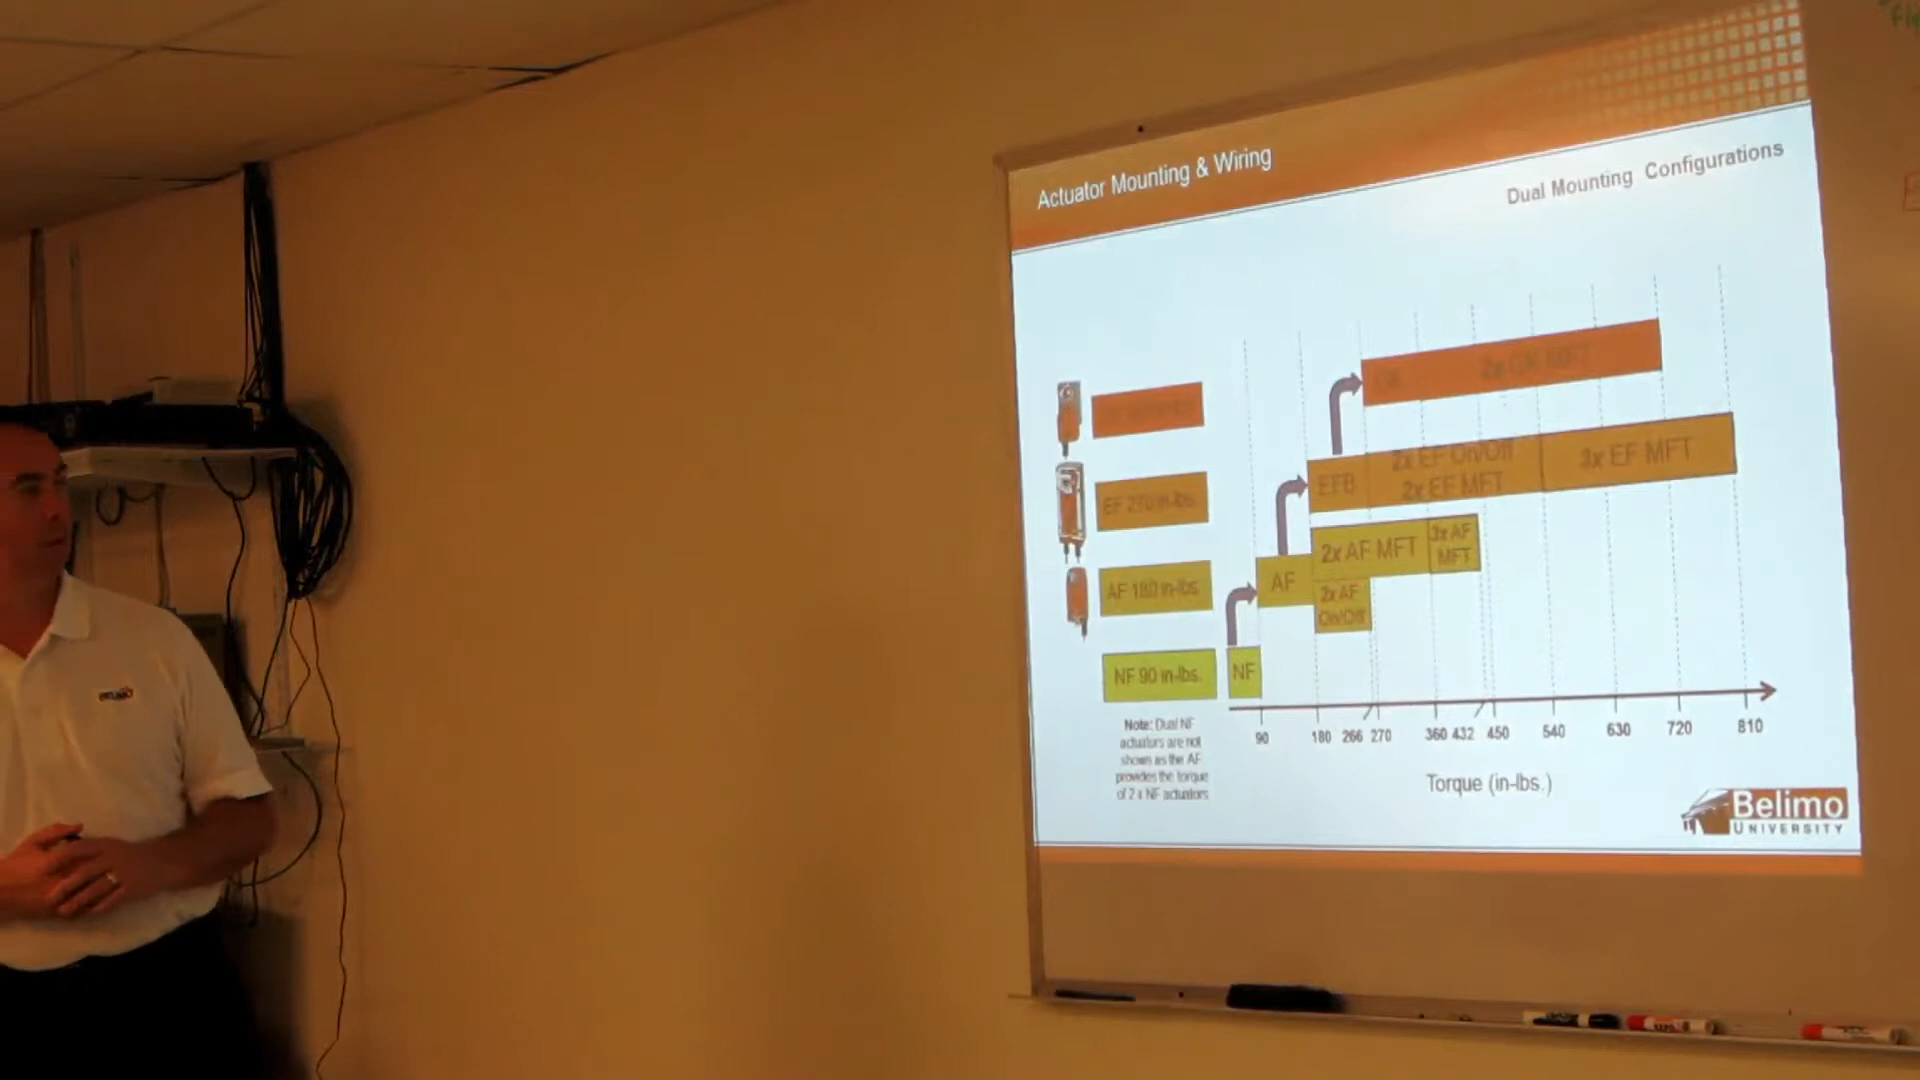 Actuator Mounting & Wiring
Dual Mounting Configurations
2x MFT
EF 270 in-lbs.
EFB
2x EF On/Off
2x EF MFT
3x EF MFT
AF 180 in-lbs.
AF
2x AF MFT
3x AF
MFT
2x AF
On/Off
NF 90 in-lbs.
NF
90 180 266 270 360 432 450 540 630 720 810
Torque (in-lbs.)
Note: Dual NF
actuators are not
shown as the AF
provides the torque
of 2 x NF actuators
Belimo
UNIVERSITY